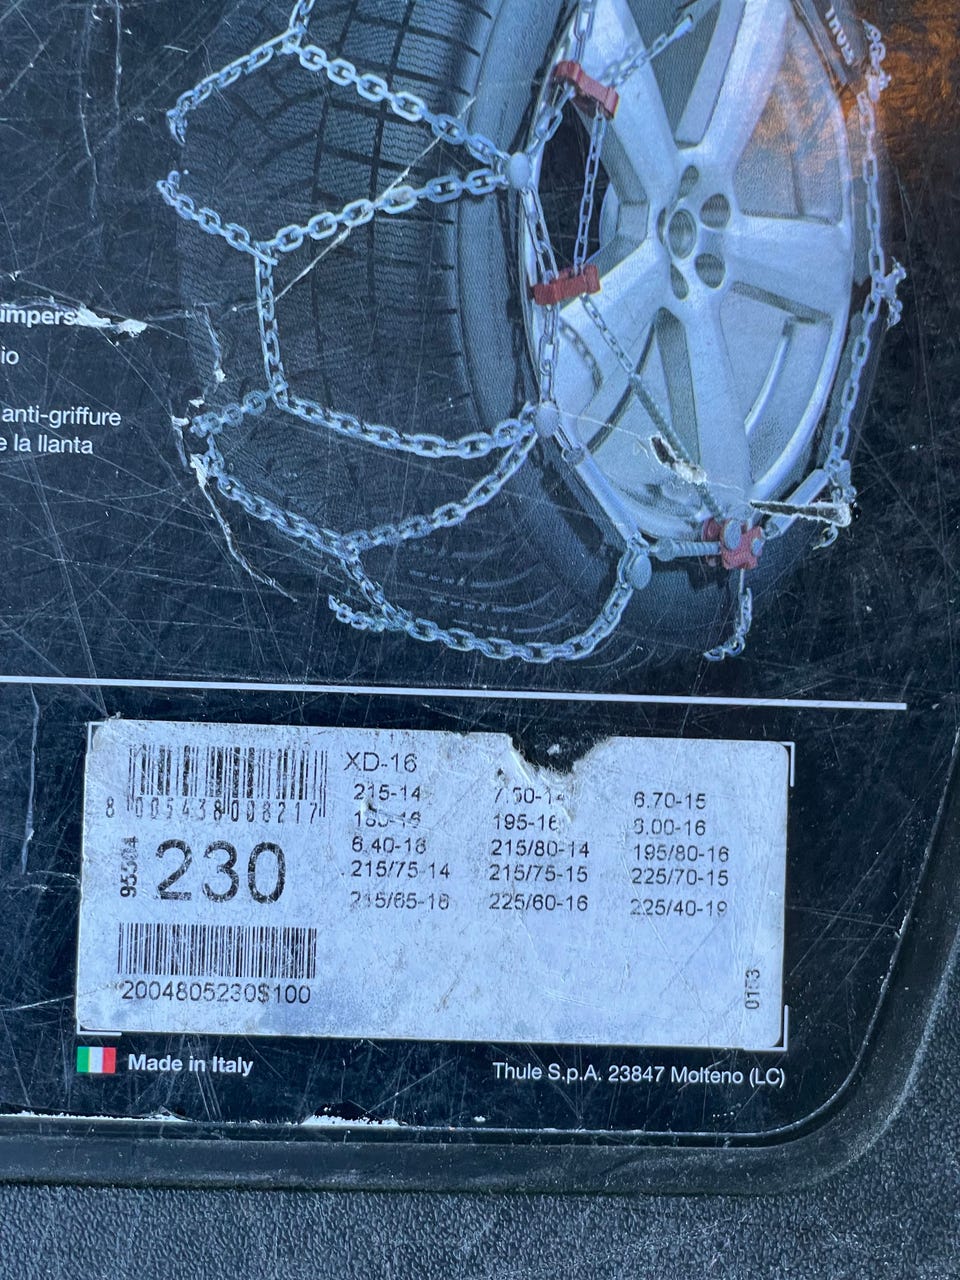 THULE
umpers
io
anti-griffure
e la llanta
XD-16
215-14 6.70-15
8 005438 008217 195-16 6.00-16
6.40-16 215/80-14 195/80-16
230 215/75-14 215/75-15 225/70-15
215/65-16 225/60-16 225/40-19
2004805230$100
Made in Italy Thule S.p.A. 23847 Molteno (LC)